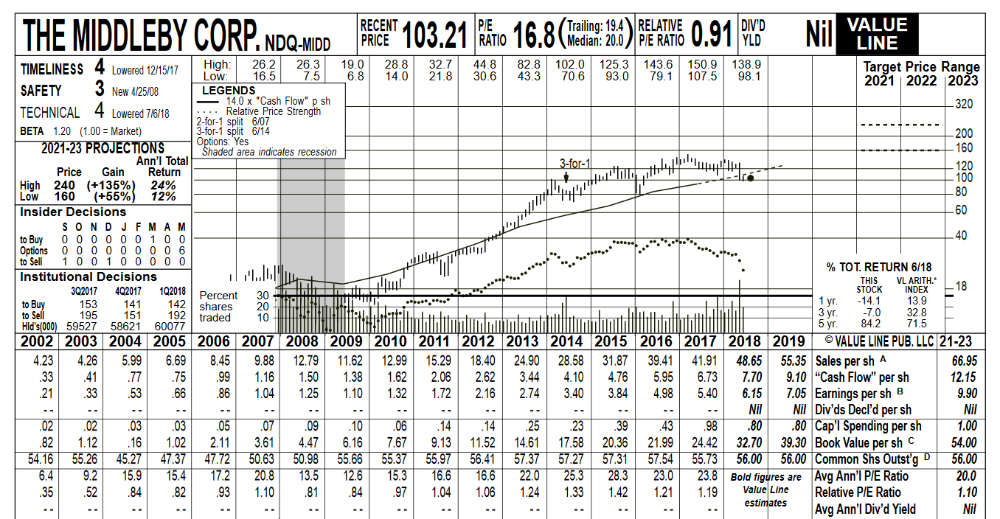 THE MIDDLEBY CORP. NDQ-MIDD RECENT PRICE 103.21 P/E RATIO 16.8 (Trailing: 19.4 Median: 20.0) RELATIVE P/E RATIO 0.91 DIV'D YLD Nil VALUE LINE
TIMELINESS 4 Lowered 12/15/17
SAFETY 3 New 4/25/08
TECHNICAL 4 Lowered 7/6/18
BETA 1.20 (1.00 = Market)
2021-23 PROJECTIONS
Ann'l Total
Price Gain Return
High 240 (+135%) 24%
Low 160 (+55%) 12%
Insider Decisions
S O N D J F M A M
to Buy 0 0 0 0 0 0 1 0 0
Options 0 0 0 0 0 0 0 0 6
to Sell 1 0 0 1 0 0 0 0 0
Institutional Decisions
3Q2017 4Q2017 1Q2018
to Buy 153 141 142
to Sell 195 151 192
Hld's(000) 59527 58621 60077
High: 26.2 26.3 19.0 28.8 32.7 44.8 82.8 102.0 125.3 143.6 150.9 138.9
Low: 16.5 7.5 6.8 14.0 21.8 30.6 43.3 70.6 93.0 79.1 107.5 98.1
LEGENDS
14.0 x "Cash Flow" p sh
Relative Price Strength
2-for-1 split 6/07
3-for-1 split 6/14
Options: Yes
Shaded area indicates recession
3-for-1
Percent shares traded
30
20
10
Target Price Range
2021 2022 2023
320
200
160
120
100
80
60
40
18
% TOT. RETURN 6/18
THIS STOCK VL ARITH.* INDEX
1 yr. -14.1 13.9
3 yr. -7.0 32.8
5 yr. 84.2 71.5
2002 2003 2004 2005 2006 2007 2008 2009 2010 2011 2012 2013 2014 2015 2016 2017 2018 2019 © VALUE LINE PUB. LLC 21-23
4.23 4.26 5.99 6.69 8.45 9.88 12.79 11.62 12.99 15.29 18.40 24.90 28.58 31.87 39.41 41.91 48.65 55.35 Sales per sh A 66.95
.33 .41 .77 .75 .99 1.16 1.50 1.38 1.62 2.06 2.62 3.44 4.10 4.76 5.95 6.73 7.70 9.10 "Cash Flow" per sh 12.15
.21 .33 .53 .66 .86 1.04 1.25 1.10 1.32 1.72 2.16 2.74 3.40 3.84 4.98 5.40 6.15 7.05 Earnings per sh B 9.90
- - - - - - - - - - - - - - - - - - - - - - - - - - - - - - - - Nil Nil Div'ds Decl'd per sh Nil
.02 .02 .03 .03 .05 .07 .09 .10 .06 .14 .14 .25 .23 .39 .43 .98 .80 .80 Cap'l Spending per sh 1.00
.82 1.12 .16 1.02 2.11 3.61 4.47 6.16 7.67 9.13 11.52 14.61 17.58 20.36 21.99 24.42 32.70 39.30 Book Value per sh C 54.00
54.16 55.26 45.27 47.37 47.72 50.63 50.98 55.66 55.37 55.97 56.41 57.37 57.27 57.31 57.54 55.73 56.00 56.00 Common Shs Outst'g D 56.00
6.4 9.2 15.9 15.4 17.2 20.8 13.5 12.6 15.3 16.6 16.6 22.0 25.3 28.3 23.0 23.8 Bold figures are Avg Ann'l P/E Ratio 20.0
.35 .52 .84 .82 .93 1.10 .81 .84 .97 1.04 1.06 1.24 1.33 1.42 1.21 1.19 Value Line Relative P/E Ratio 1.10
- - - - - - - - - - - - - - - - - - - - - - - - - - - - - - - - estimates Avg Ann'l Div'd Yield Nil